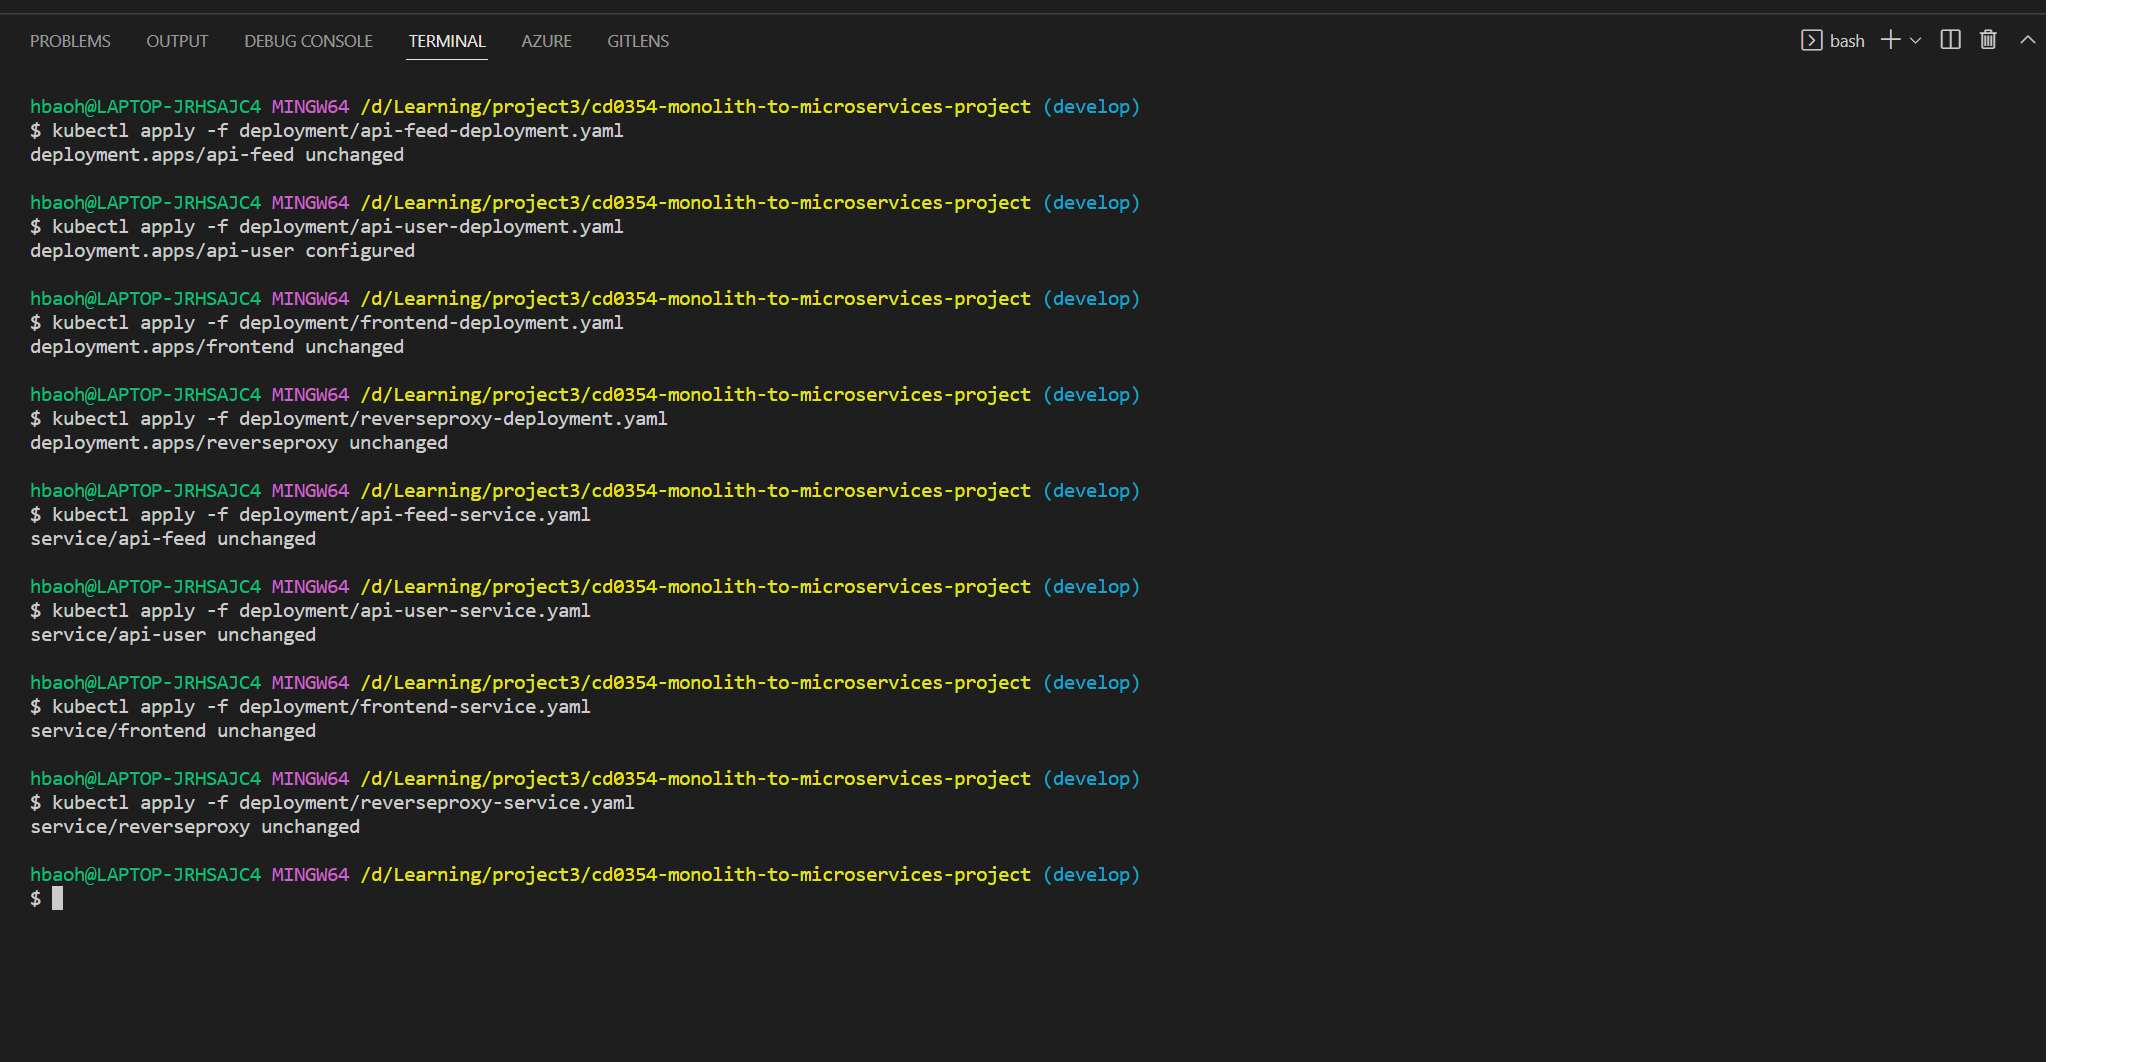 PROBLEMS OUTPUT DEBUG CONSOLE TERMINAL AZURE GITLENS bash
hbaoh@LAPTOP-JRHSAJC4 MINGW64 /d/Learning/project3/cd0354-monolith-to-microservices-project (develop)
$ kubectl apply -f deployment/api-feed-deployment.yaml
deployment.apps/api-feed unchanged
hbaoh@LAPTOP-JRHSAJC4 MINGW64 /d/Learning/project3/cd0354-monolith-to-microservices-project (develop)
$ kubectl apply -f deployment/api-user-deployment.yaml
deployment.apps/api-user configured
hbaoh@LAPTOP-JRHSAJC4 MINGW64 /d/Learning/project3/cd0354-monolith-to-microservices-project (develop)
$ kubectl apply -f deployment/frontend-deployment.yaml
deployment.apps/frontend unchanged
hbaoh@LAPTOP-JRHSAJC4 MINGW64 /d/Learning/project3/cd0354-monolith-to-microservices-project (develop)
$ kubectl apply -f deployment/reverseproxy-deployment.yaml
deployment.apps/reverseproxy unchanged
hbaoh@LAPTOP-JRHSAJC4 MINGW64 /d/Learning/project3/cd0354-monolith-to-microservices-project (develop)
$ kubectl apply -f deployment/api-feed-service.yaml
service/api-feed unchanged
hbaoh@LAPTOP-JRHSAJC4 MINGW64 /d/Learning/project3/cd0354-monolith-to-microservices-project (develop)
$ kubectl apply -f deployment/api-user-service.yaml
service/api-user unchanged
hbaoh@LAPTOP-JRHSAJC4 MINGW64 /d/Learning/project3/cd0354-monolith-to-microservices-project (develop)
$ kubectl apply -f deployment/frontend-service.yaml
service/frontend unchanged
hbaoh@LAPTOP-JRHSAJC4 MINGW64 /d/Learning/project3/cd0354-monolith-to-microservices-project (develop)
$ kubectl apply -f deployment/reverseproxy-service.yaml
service/reverseproxy unchanged
hbaoh@LAPTOP-JRHSAJC4 MINGW64 /d/Learning/project3/cd0354-monolith-to-microservices-project (develop)
$